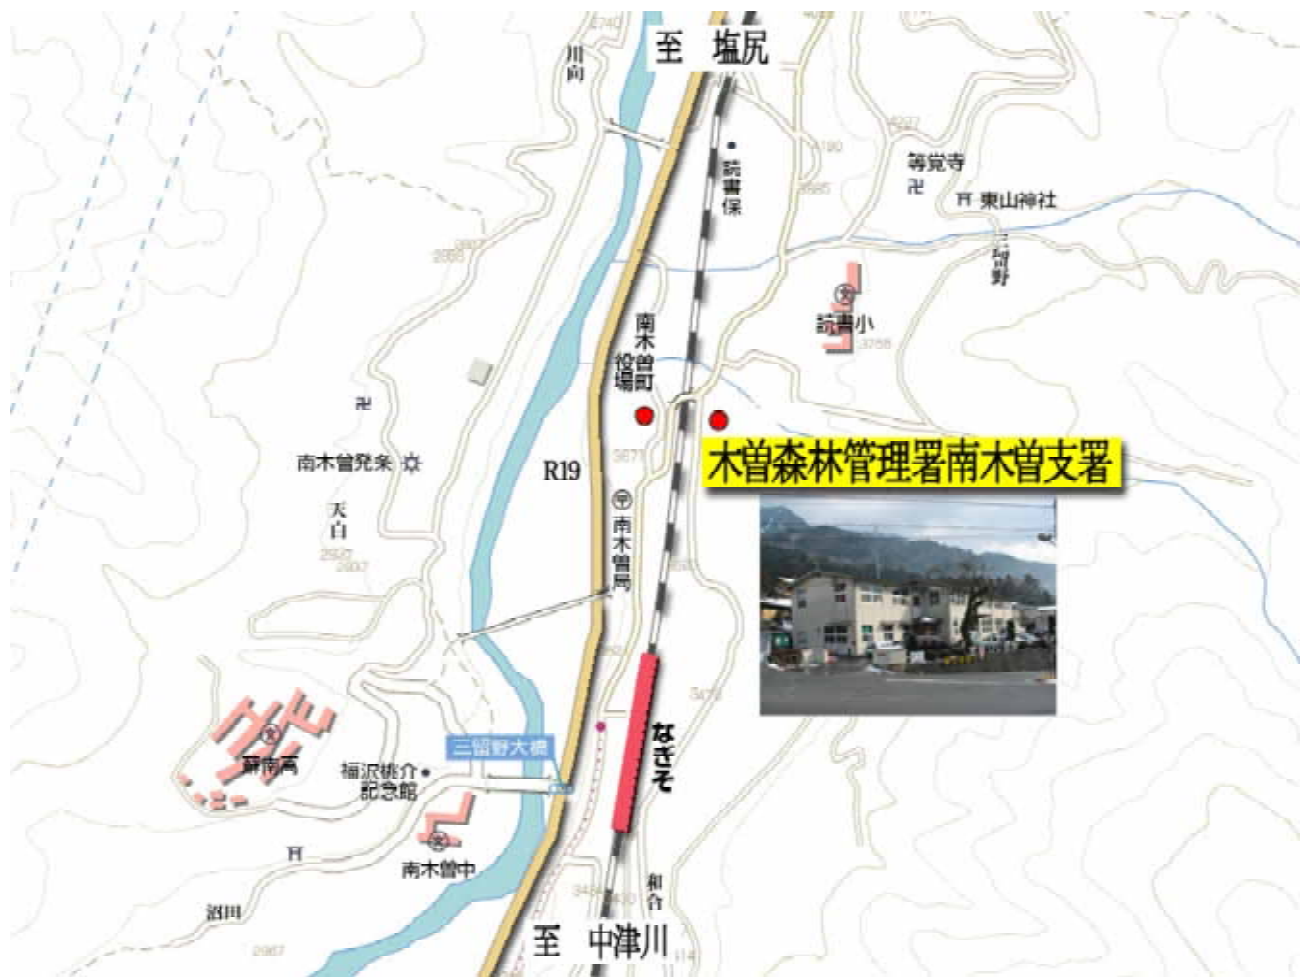 至 塩尻
川向
読書保
等覚寺
東山神社
三留野
読書小
南木曽町
役場
南木曽発条
天白
R19
木曽森林管理署南木曽支署
南木曽局
なぎそ
三留野大橋
蘇南高
福沢桃介
記念館
南木曽中
沼田
和合
至 中津川